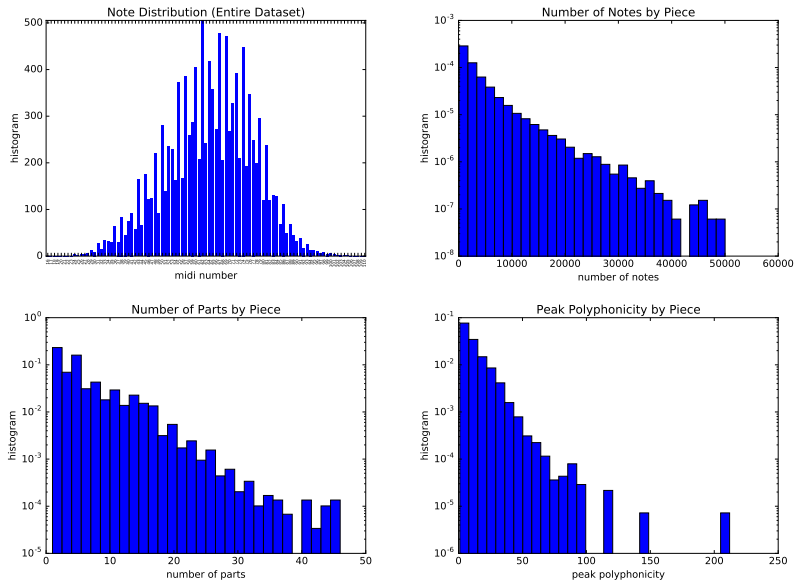 Note Distribution (Entire Dataset)
500
400
300
200
100
0
histogram
midi number
Number of Notes by Piece
10^-3
10^-4
10^-5
10^-6
10^-7
10^-8
histogram
0 10000 20000 30000 40000 50000 60000
number of notes
Number of Parts by Piece
10^0
10^-1
10^-2
10^-3
10^-4
10^-5
histogram
0 10 20 30 40 50
number of parts
Peak Polyphonicity by Piece
10^-1
10^-2
10^-3
10^-4
10^-5
10^-6
histogram
0 50 100 150 200 250
peak polyphonicity